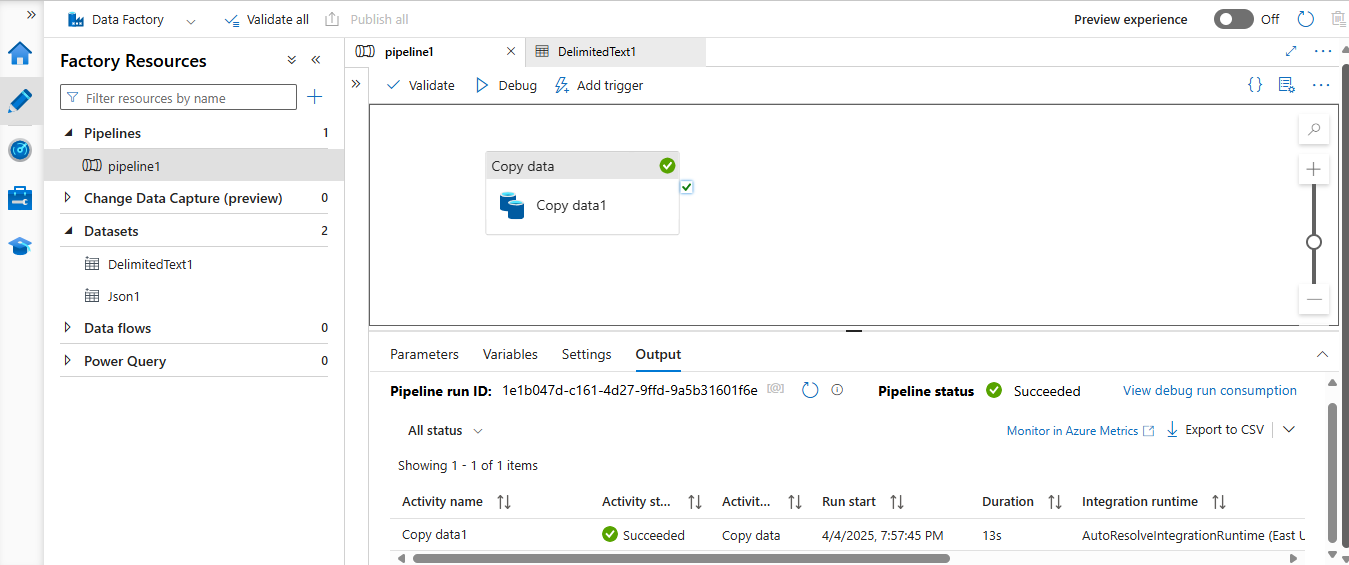 Data Factory
Validate all
Publish all
Preview experience
Off
Factory Resources
Filter resources by name
Pipelines 1
pipeline1
Change Data Capture (preview) 0
Datasets 2
DelimitedText1
Json1
Data flows 0
Power Query 0
pipeline1
DelimitedText1
Validate
Debug
Add trigger
{}
Copy data
Copy data1
Parameters
Variables
Settings
Output
Pipeline run ID: 1e1b047d-c161-4d27-9ffd-9a5b31601f6e [@]
Pipeline status Succeeded
View debug run consumption
All status
Monitor in Azure Metrics
Export to CSV
Showing 1 - 1 of 1 items
Activity name Activity st... Activit... Run start Duration Integration runtime
Copy data1 Succeeded Copy data 4/4/2025, 7:57:45 PM 13s AutoResolveIntegrationRuntime (East U